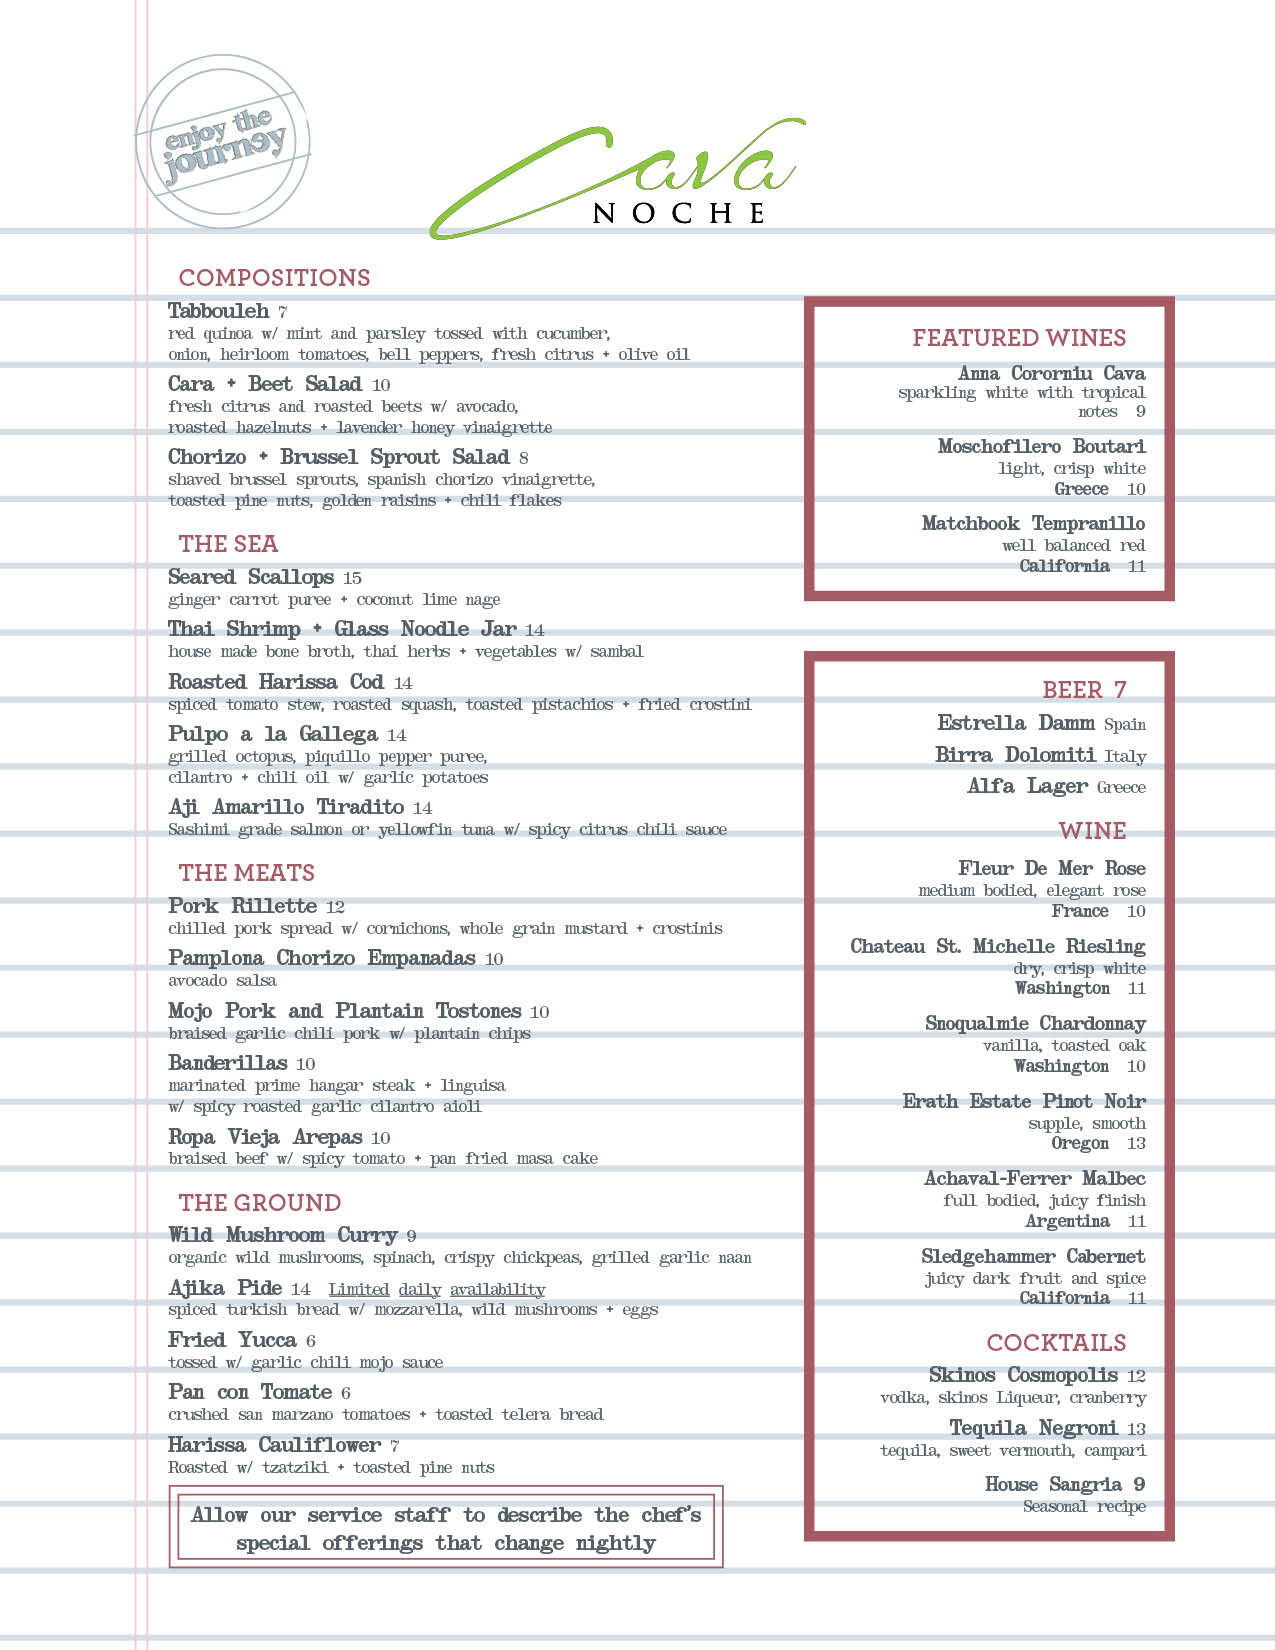 enjoy the
journey
Cava
NOCHE
COMPOSITIONS
Tabbouleh 7
red quinoa w/ mint and parsley tossed with cucumber,
onion, heirloom tomatoes, bell peppers, fresh citrus + olive oil
Cara + Beet Salad 10
fresh citrus and roasted beets w/ avocado,
roasted hazelnuts + lavender honey vinaigrette
Chorizo + Brussel Sprout Salad 8
shaved brussel sprouts, spanish chorizo vinaigrette,
toasted pine nuts, golden raisins + chili flakes
THE SEA
Seared Scallops 15
ginger carrot puree + coconut lime nage
Thai Shrimp + Glass Noodle Jar 14
house made bone broth, thai herbs + vegetables w/ sambal
Roasted Harissa Cod 14
spiced tomato stew, roasted squash, toasted pistachios + fried crostini
Pulpo a la Gallega 14
grilled octopus, piquillo pepper puree,
cilantro + chili oil w/ garlic potatoes
Aji Amarillo Tiradito 14
Sashimi grade salmon or yellowfin tuna w/ spicy citrus chili sauce
THE MEATS
Pork Rillette 12
chilled pork spread w/ cornichons, whole grain mustard + crostinis
Pamplona Chorizo Empanadas 10
avocado salsa
Mojo Pork and Plantain Tostones 10
braised garlic chili pork w/ plantain chips
Banderillas 10
marinated prime hangar steak + linguisa
w/ spicy roasted garlic cilantro aioli
Ropa Vieja Arepas 10
braised beef w/ spicy tomato + pan fried masa cake
THE GROUND
Wild Mushroom Curry 9
organic wild mushrooms, spinach, crispy chickpeas, grilled garlic naan
Ajika Pide 14 Limited daily availability
spiced turkish bread w/ mozzarella, wild mushrooms + eggs
Fried Yucca 6
tossed w/ garlic chili mojo sauce
Pan con Tomate 6
crushed san marzano tomatoes + toasted telera bread
Harissa Cauliflower 7
Roasted w/ tzatziki + toasted pine nuts
Allow our service staff to describe the chef's
special offerings that change nightly
FEATURED WINES
Anna Cororniu Cava
sparkling white with tropical
notes 9
Moschofilero Boutari
light, crisp white
Greece 10
Matchbook Tempranillo
well balanced red
California 11
BEER 7
Estrella Damm Spain
Birra Dolomiti Italy
Alfa Lager Greece
WINE
Fleur De Mer Rose
medium bodied, elegant rose
France 10
Chateau St. Michelle Riesling
dry, crisp white
Washington 11
Snoqualmie Chardonnay
vanilla, toasted oak
Washington 10
Erath Estate Pinot Noir
supple, smooth
Oregon 13
Achaval-Ferrer Malbec
full bodied, juicy finish
Argentina 11
Sledgehammer Cabernet
juicy dark fruit and spice
California 11
COCKTAILS
Skinos Cosmopolis 12
vodka, skinos Liqueur, cranberry
Tequila Negroni 13
tequila, sweet vermouth, campari
House Sangria 9
Seasonal recipe